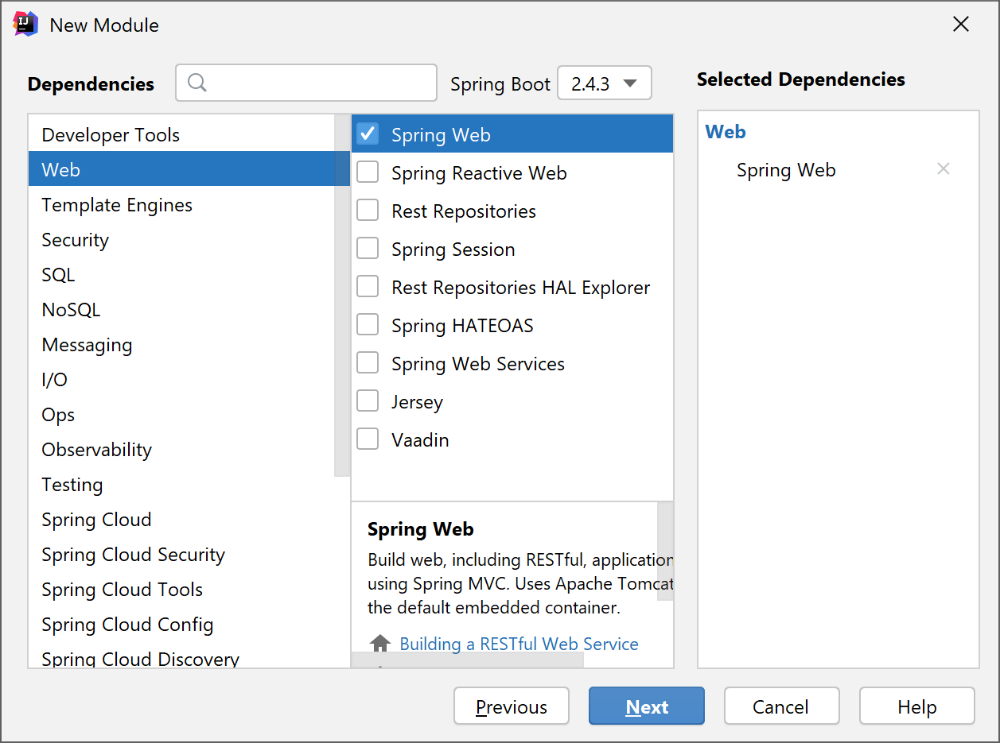 IJ
New Module
Dependencies
Spring Boot 2.4.3
Selected Dependencies
Developer Tools
Web
Template Engines
Security
SQL
NoSQL
Messaging
I/O
Ops
Observability
Testing
Spring Cloud
Spring Cloud Security
Spring Cloud Tools
Spring Cloud Config
Spring Cloud Discovery
Spring Web
Spring Reactive Web
Rest Repositories
Spring Session
Rest Repositories HAL Explorer
Spring HATEOAS
Spring Web Services
Jersey
Vaadin
Spring Web
Build web, including RESTful, application
using Spring MVC. Uses Apache Tomcat
the default embedded container.
Building a RESTful Web Service
Web
Spring Web
Previous
Next
Cancel
Help